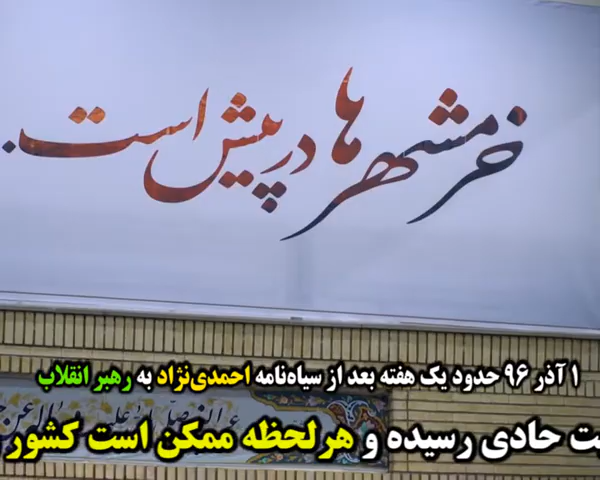 خرمشهرها در پیش است.
۱ آذر ۹۶ حدود یک هفته بعد از سیاه‌نامه احمدی‌نژاد به رهبر انقلاب
حادی رسیده و هرلحظه ممکن است کشور